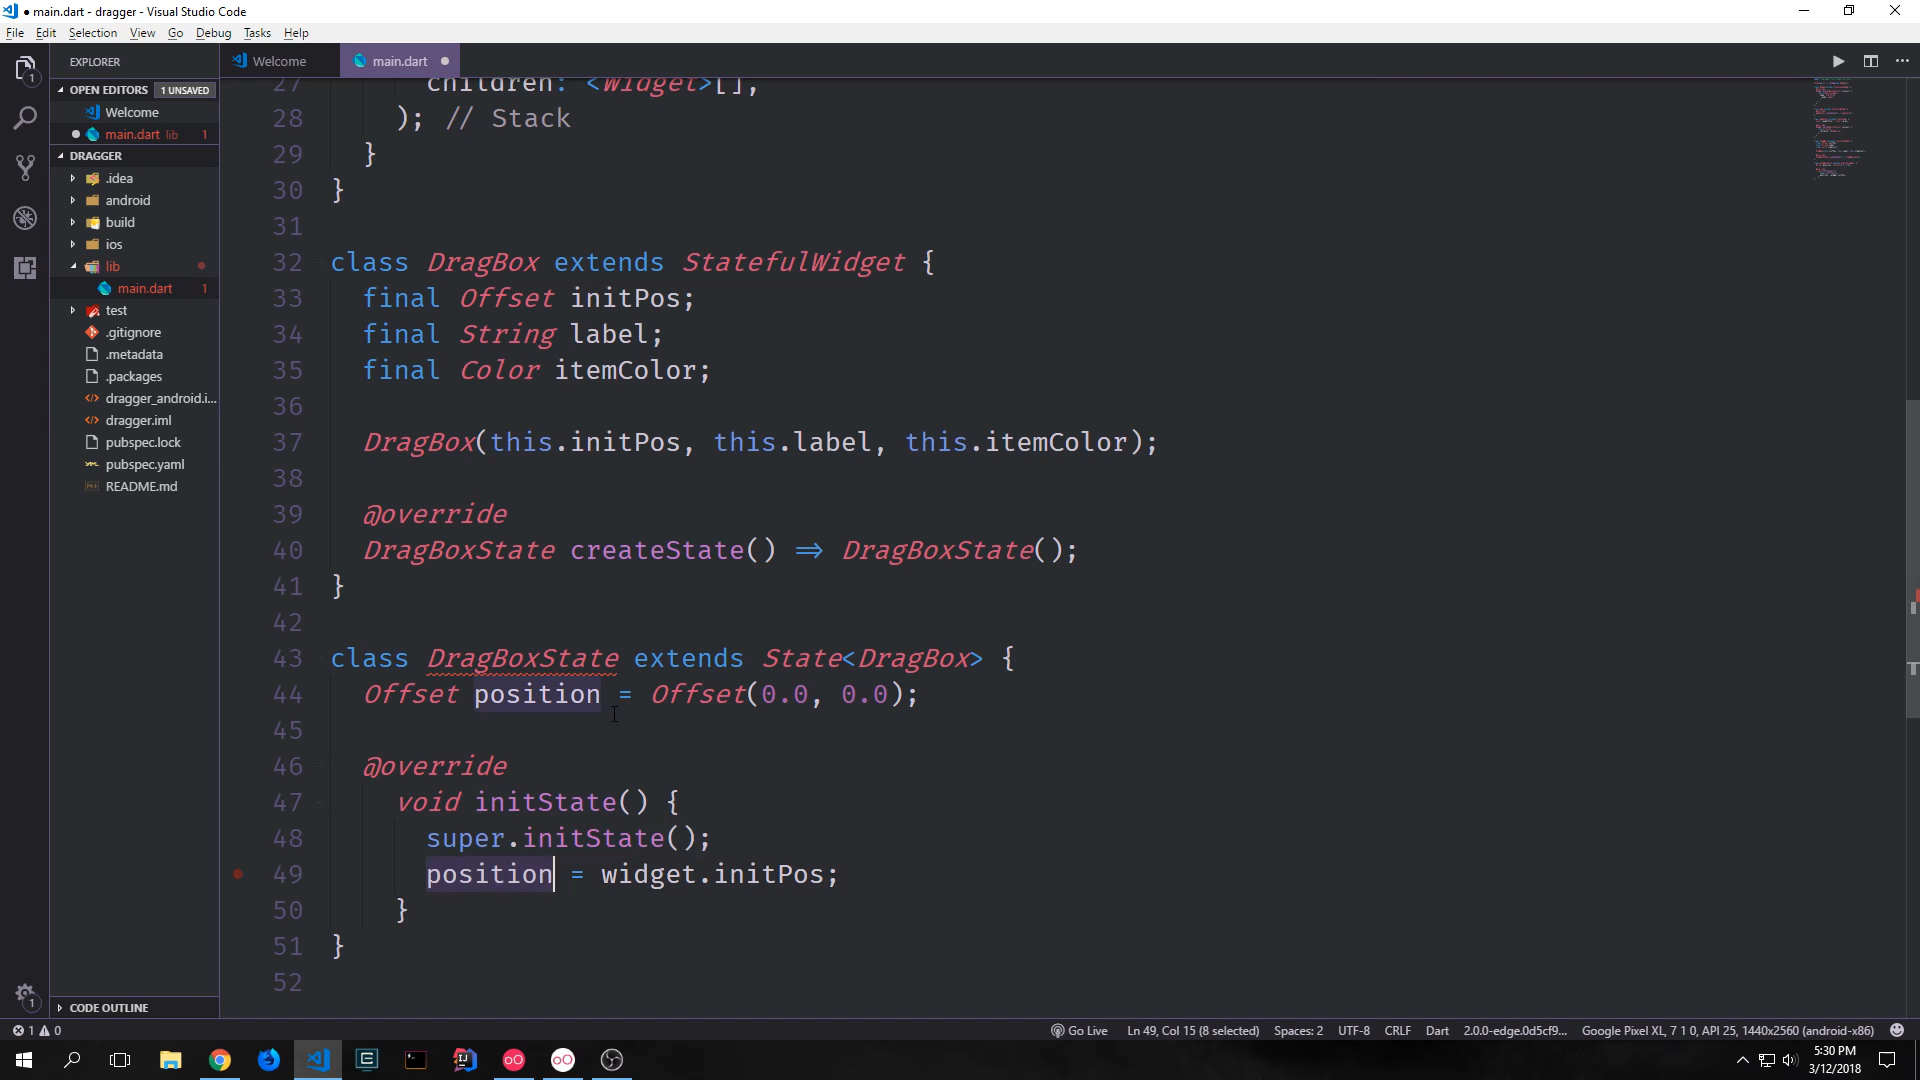 ● main.dart - dragger - Visual Studio Code
File Edit Selection View Go Debug Tasks Help
EXPLORER
Welcome
main.dart ●
OPEN EDITORS 1 UNSAVED
Welcome
● main.dart lib 1
DRAGGER
.idea
android
build
ios
lib
main.dart 1
test
.gitignore
.metadata
.packages
dragger_android.i...
dragger.iml
pubspec.lock
pubspec.yaml
README.md
CODE OUTLINE
1
1
27 children: <Widget>[],
28 ); // Stack
29 }
30 }
31
32 class DragBox extends StatefulWidget {
33 final Offset initPos;
34 final String label;
35 final Color itemColor;
36
37 DragBox(this.initPos, this.label, this.itemColor);
38
39 @override
40 DragBoxState createState() => DragBoxState();
41 }
42
43 class DragBoxState extends State<DragBox> {
44 Offset position = Offset(0.0, 0.0);
45
46 @override
47 void initState() {
48 super.initState();
49 position = widget.initPos;
50 }
51 }
52
1 0
Go Live Ln 49, Col 15 (8 selected) Spaces: 2 UTF-8 CRLF Dart 2.0.0-edge.0d5cf9... Google Pixel XL, 7 1 0, API 25, 1440x2560 (android-x86)
5:30 PM
3/12/2018